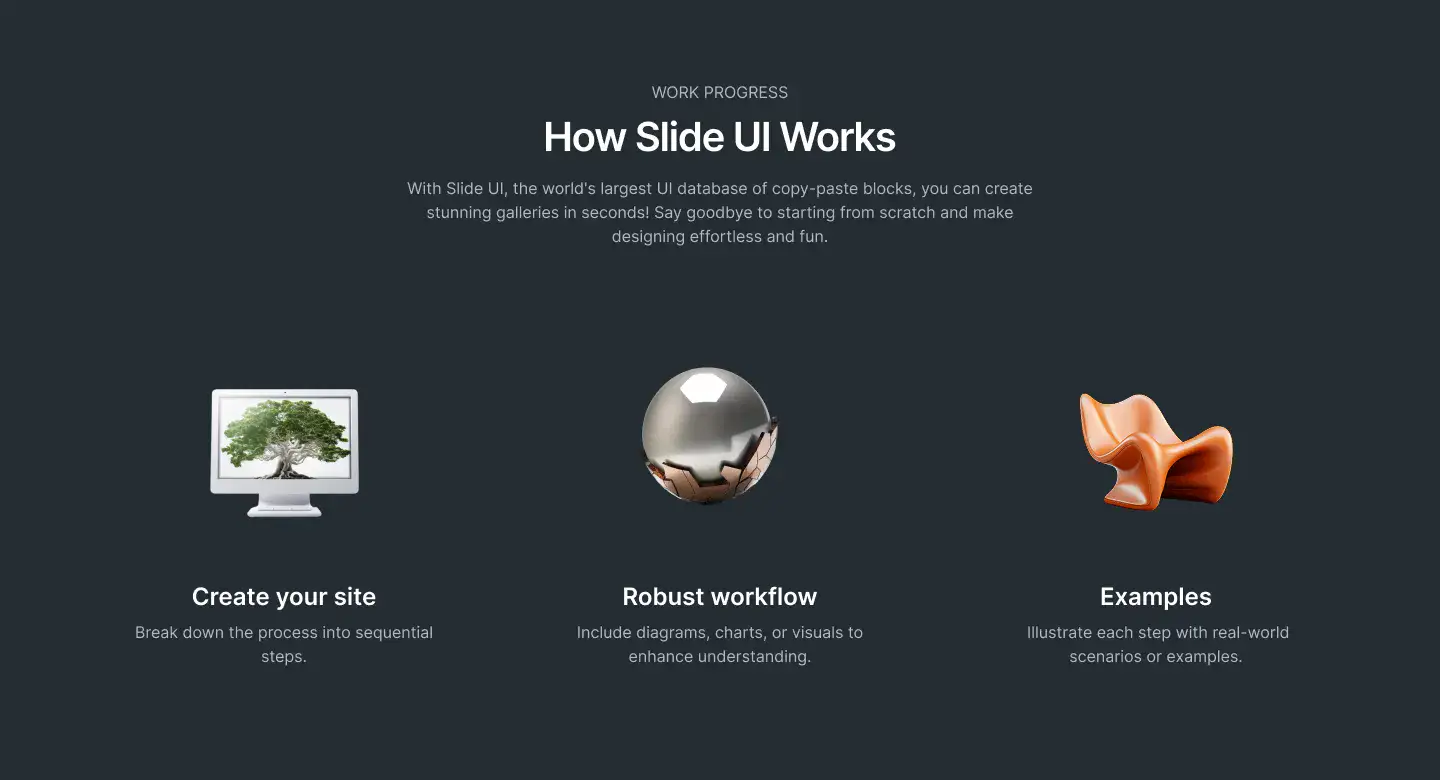 WORK PROGRESS
How Slide UI Works
With Slide UI, the world's largest UI database of copy-paste blocks, you can create
stunning galleries in seconds! Say goodbye to starting from scratch and make
designing effortless and fun.
Create your site
Break down the process into sequential
steps.
Robust workflow
Include diagrams, charts, or visuals to
enhance understanding.
Examples
Illustrate each step with real-world
scenarios or examples.